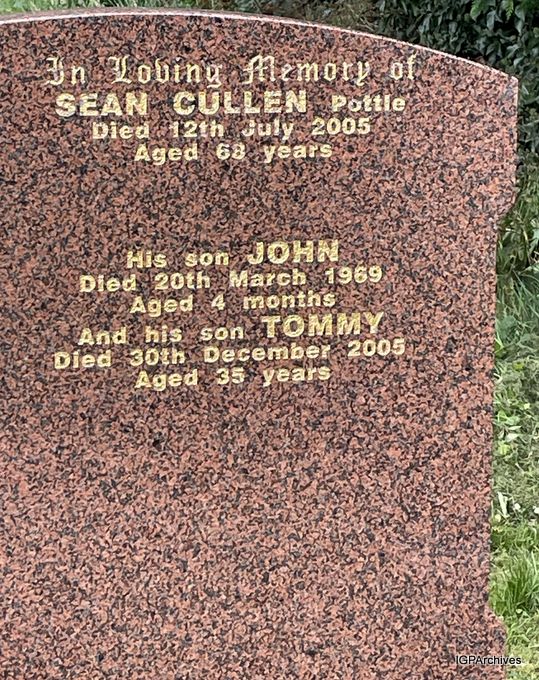 In Loving Memory of
SEAN CULLEN Pottle
Died 12th July 2005
Aged 68 years
His son JOHN
Died 20th March 1969
Aged 4 months
And his son TOMMY
Died 30th December 2005
Aged 35 years
IGPArchives